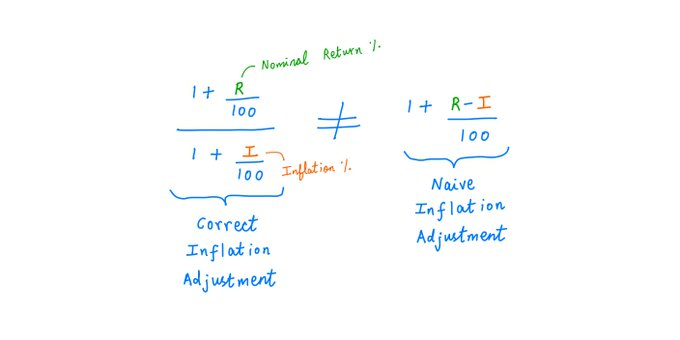 Nominal Return %
1 + R
100
1 + I
100
Inflation %
≠
1 + R - I
100
Correct
Inflation
Adjustment
Naive
Inflation
Adjustment